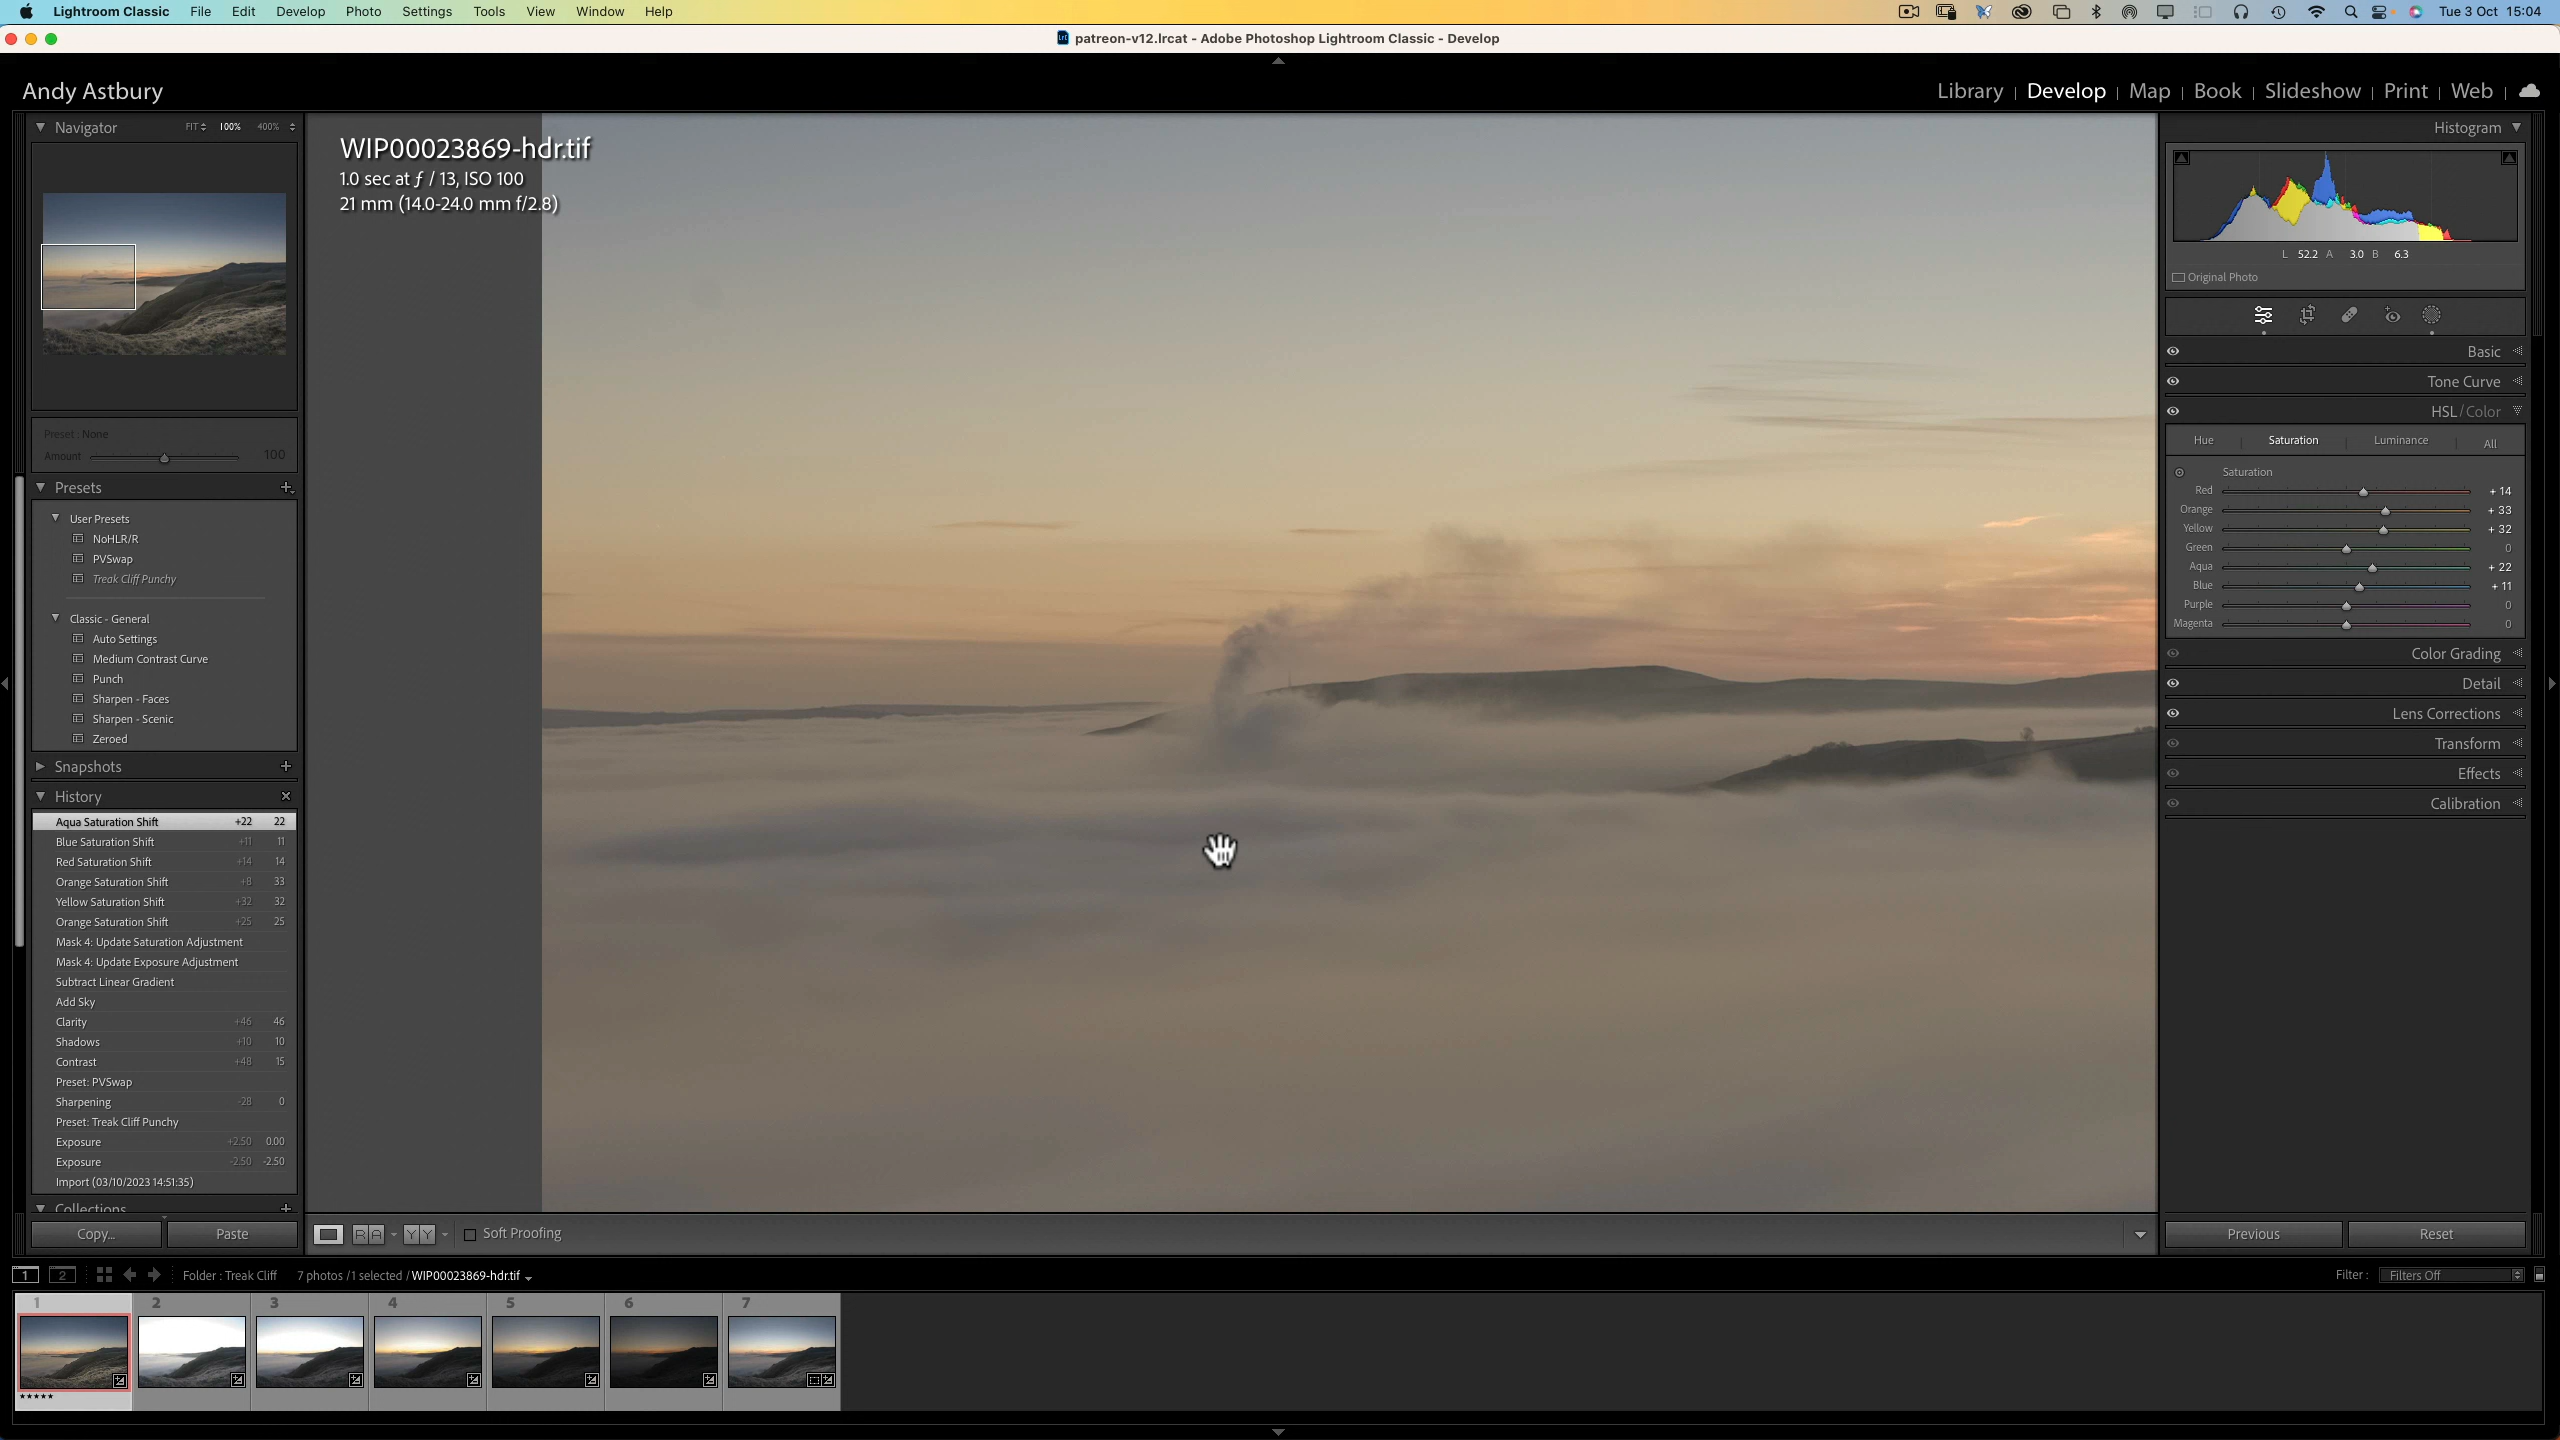 Lightroom Classic File Edit Develop Photo Settings Tools View Window Help Tue 3 Oct 15:04
patreon-v12.lrcat - Adobe Photoshop Lightroom Classic - Develop
Andy Astbury
Library | Develop | Map | Book | Slideshow | Print | Web
Navigator FIT 100% 400%
Preset : None
Amount 100
Presets
User Presets
NoHLR/R
PVSwap
Treak Cliff Punchy
Classic - General
Auto Settings
Medium Contrast Curve
Punch
Sharpen - Faces
Sharpen - Scenic
Zeroed
Snapshots
History
Aqua Saturation Shift +22 22
Blue Saturation Shift +11 11
Red Saturation Shift +14 14
Orange Saturation Shift +8 33
Yellow Saturation Shift +32 32
Orange Saturation Shift +25 25
Mask 4: Update Saturation Adjustment
Mask 4: Update Exposure Adjustment
Subtract Linear Gradient
Add Sky
Clarity +46 46
Shadows +10 10
Contrast +48 15
Preset: PVSwap
Sharpening -28 0
Preset: Treak Cliff Punchy
Exposure +2.50 0.00
Exposure -2.50 -2.50
Import (03/10/2023 14:51:35)
Collections
Copy... Paste
WIP00023869-hdr.tif
1.0 sec at ƒ / 13, ISO 100
21 mm (14.0-24.0 mm f/2.8)
R A Y Y Soft Proofing
Histogram
L 52.2 A 3.0 B 6.3
Original Photo
Basic
Tone Curve
HSL / Color
Hue Saturation Luminance All
Saturation
Red + 14
Orange + 33
Yellow + 32
Green 0
Aqua + 22
Blue + 11
Purple 0
Magenta 0
Color Grading
Detail
Lens Corrections
Transform
Effects
Calibration
Previous Reset
1 2 Folder : Treak Cliff 7 photos / 1 selected / WIP00023869-hdr.tif Filter : Filters Off
1 2 3 4 5 6 7
★★★★★